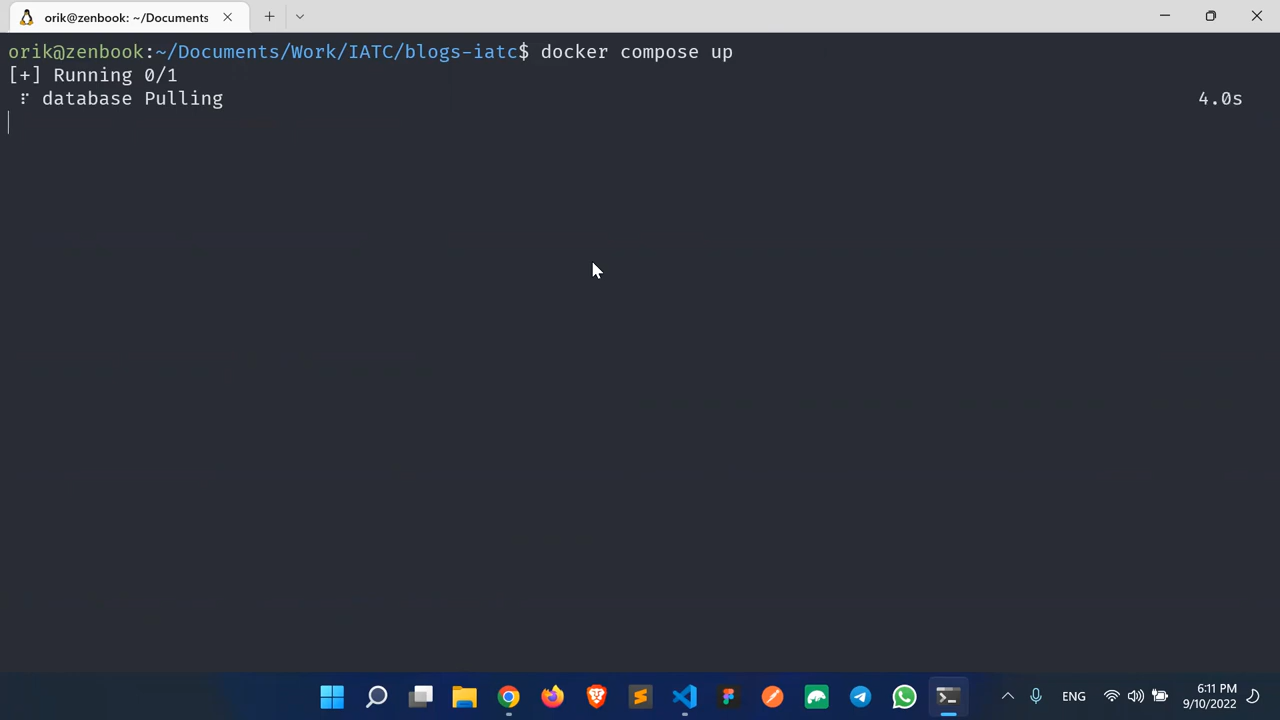 orik@zenbook: ~/Documents
orik@zenbook:~/Documents/Work/IATC/blogs-iatc$ docker compose up
[+] Running 0/1
⠏ database Pulling 4.0s
ENG
6:11 PM
9/10/2022